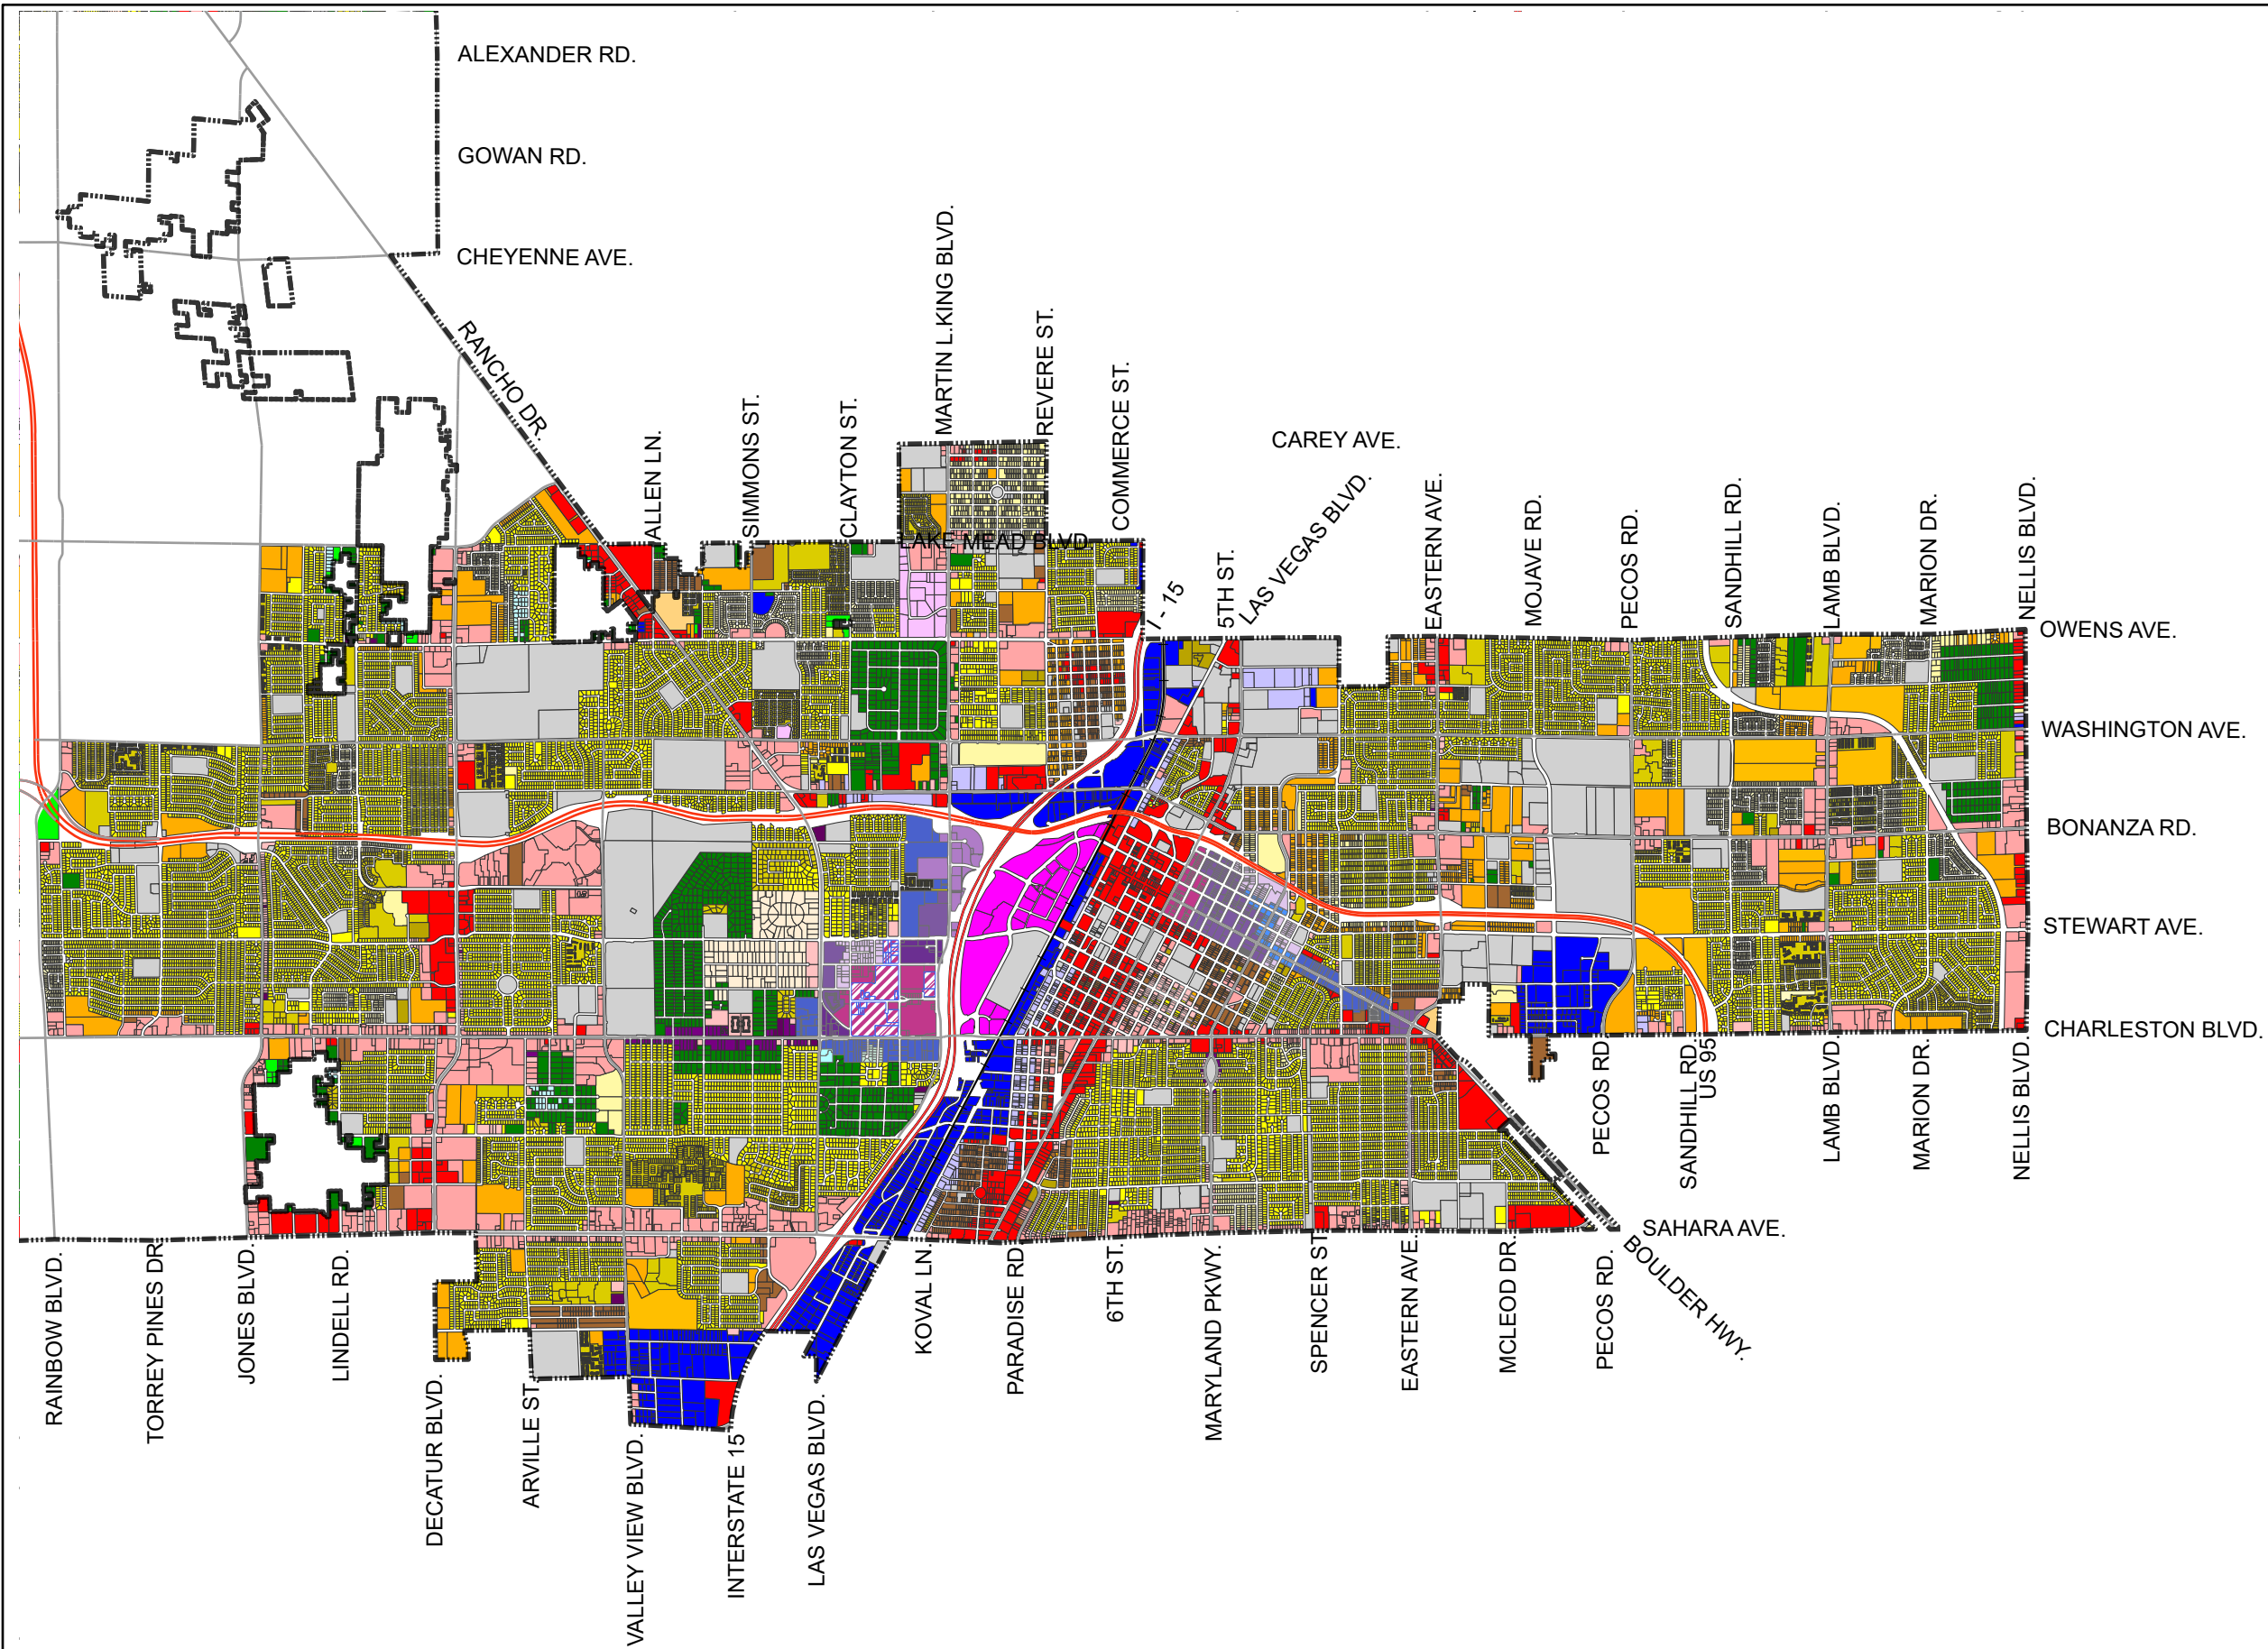 ALEXANDER RD.
GOWAN RD.
CHEYENNE AVE.
RANCHO DR.
ALLEN LN.
SIMMONS ST.
CLAYTON ST.
MARTIN L.KING BLVD.
REVERE ST.
COMMERCE ST.
CAREY AVE.
LAKE MEAD BLVD.
I - 15
5TH ST.
LAS VEGAS BLVD.
EASTERN AVE.
MOJAVE RD.
PECOS RD.
SANDHILL RD.
LAMB BLVD.
MARION DR.
NELLIS BLVD.
OWENS AVE.
WASHINGTON AVE.
BONANZA RD.
STEWART AVE.
CHARLESTON BLVD.
SAHARA AVE.
BOULDER HWY.
RAINBOW BLVD.
TORREY PINES DR.
JONES BLVD.
LINDELL RD.
DECATUR BLVD.
ARVILLE ST.
VALLEY VIEW BLVD.
INTERSTATE 15
LAS VEGAS BLVD.
KOVAL LN.
PARADISE RD.
6TH ST.
MARYLAND PKWY.
SPENCER ST.
EASTERN AVE.
MCLEOD DR.
PECOS RD.
PECOS RD.
SANDHILL RD.
US 95
LAMB BLVD.
MARION DR.
NELLIS BLVD.